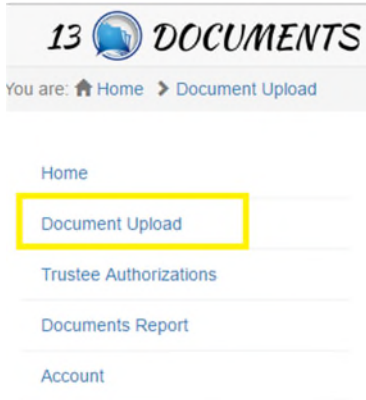 13 DOCUMENTS
You are: Home > Document Upload
Home
Document Upload
Trustee Authorizations
Documents Report
Account